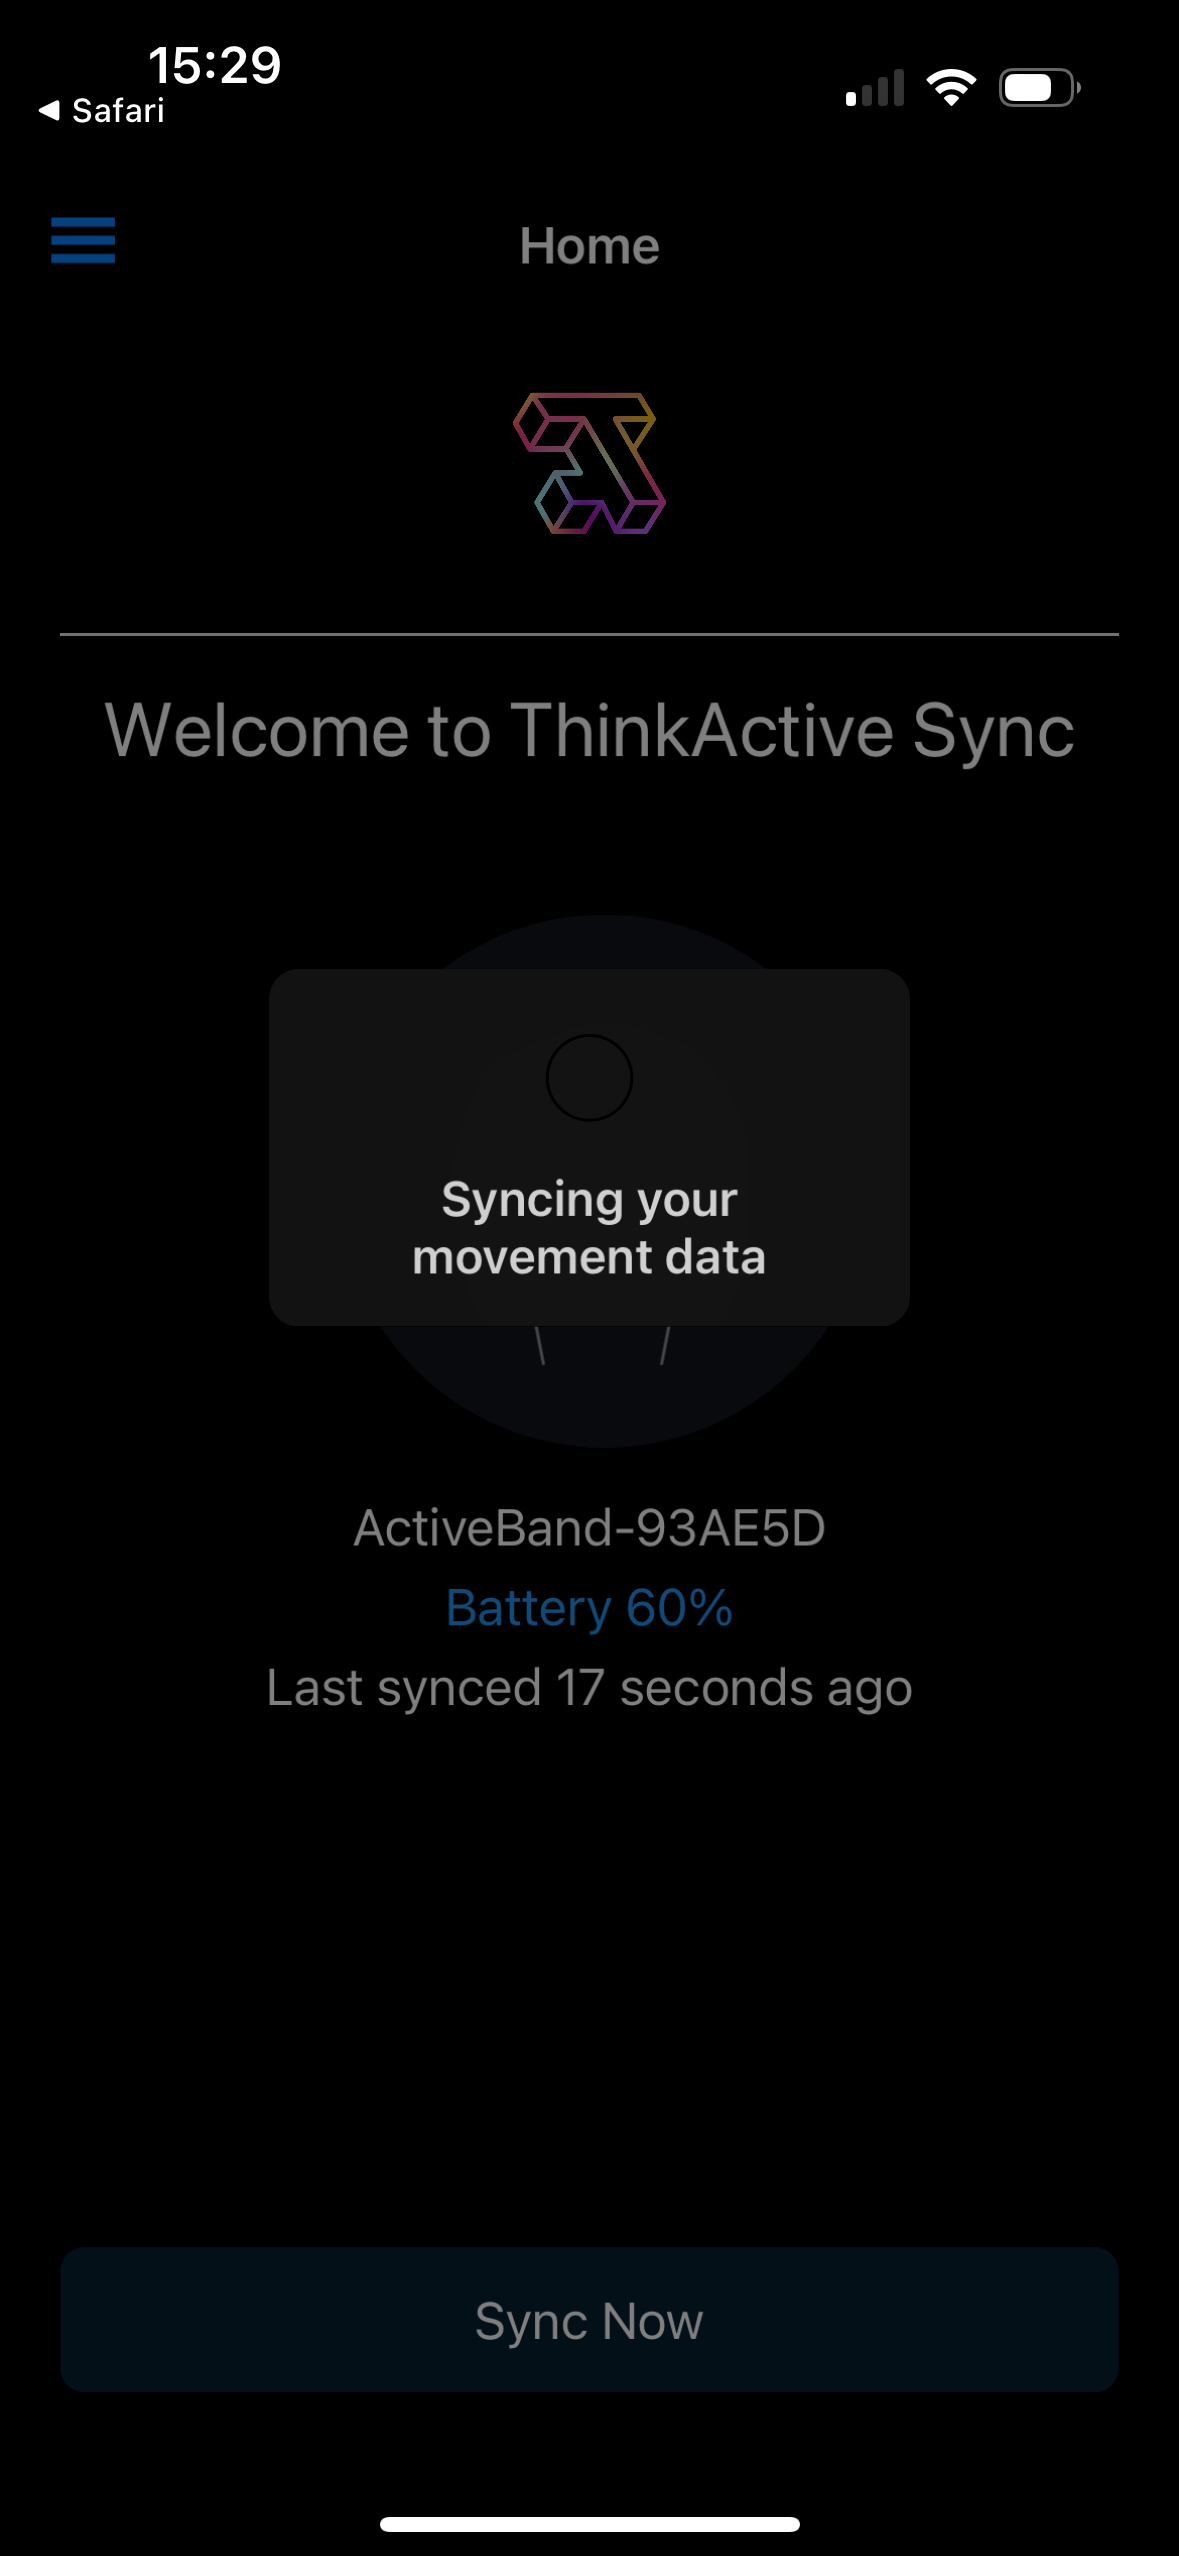 15:29
Safari
Home
Welcome to ThinkActive Sync
Syncing your
movement data
ActiveBand-93AE5D
Battery 60%
Last synced 17 seconds ago
Sync Now